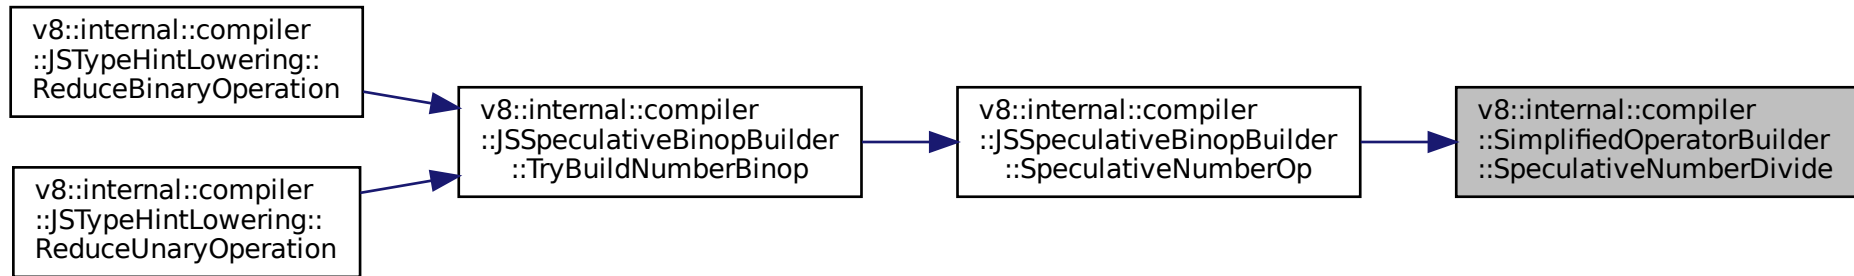 v8::internal::compiler
::JSTypeHintLowering::
ReduceBinaryOperation
v8::internal::compiler
::JSTypeHintLowering::
ReduceUnaryOperation
v8::internal::compiler
::JSSpeculativeBinopBuilder
::TryBuildNumberBinop
v8::internal::compiler
::JSSpeculativeBinopBuilder
::SpeculativeNumberOp
v8::internal::compiler
::SimplifiedOperatorBuilder
::SpeculativeNumberDivide